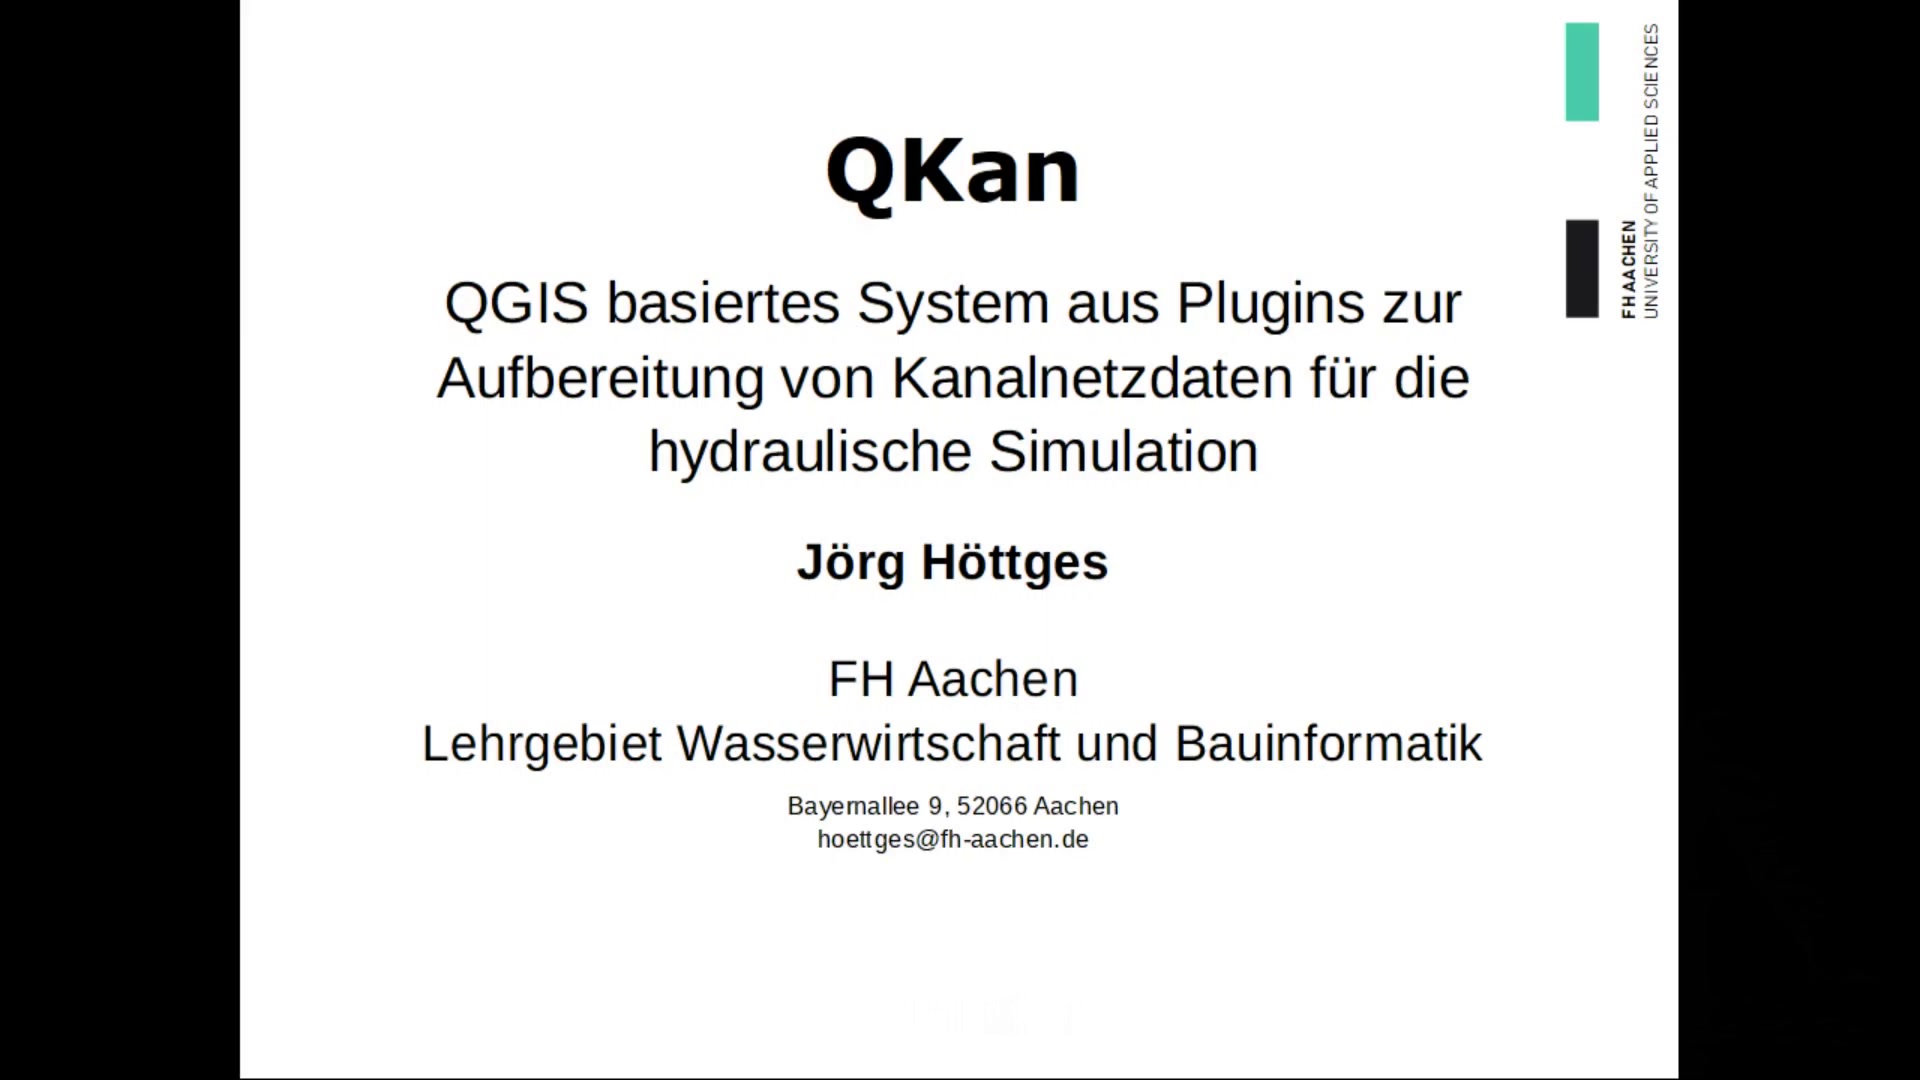 QKan
QGIS basiertes System aus Plugins zur
Aufbereitung von Kanalnetzdaten für die
hydraulische Simulation
Jörg Höttges
FH Aachen
Lehrgebiet Wasserwirtschaft und Bauinformatik
Bayernallee 9, 52066 Aachen
hoettges@fh-aachen.de
FH AACHEN
UNIVERSITY OF APPLIED SCIENCES